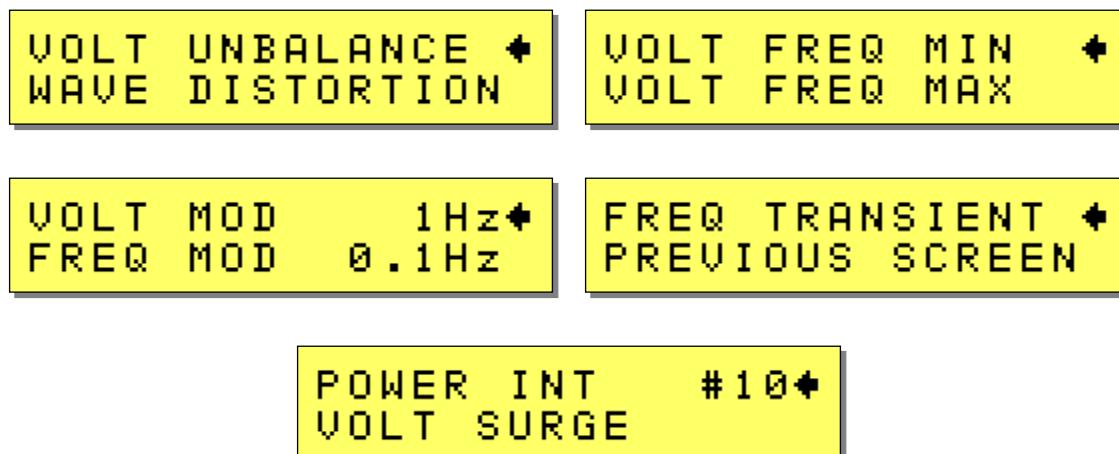 VOLT UNBALANCE ←
WAVE DISTORTION
VOLT FREQ MIN ←
VOLT FREQ MAX
VOLT MOD 1Hz←
FREQ MOD 0.1Hz
FREQ TRANSIENT ←
PREVIOUS SCREEN
POWER INT #10←
VOLT SURGE